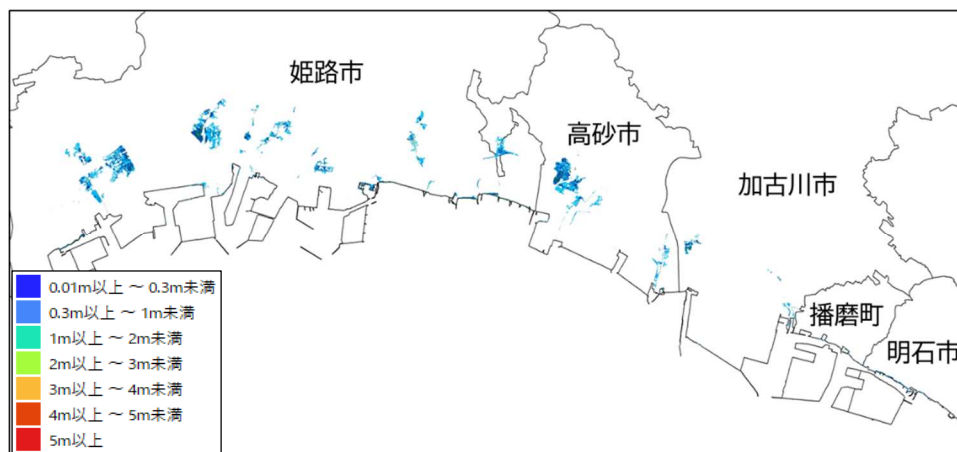 姫路市
高砂市
加古川市
播磨町
明石市
0.01m以上 ～ 0.3m未満
0.3m以上 ～ 1m未満
1m以上 ～ 2m未満
2m以上 ～ 3m未満
3m以上 ～ 4m未満
4m以上 ～ 5m未満
5m以上